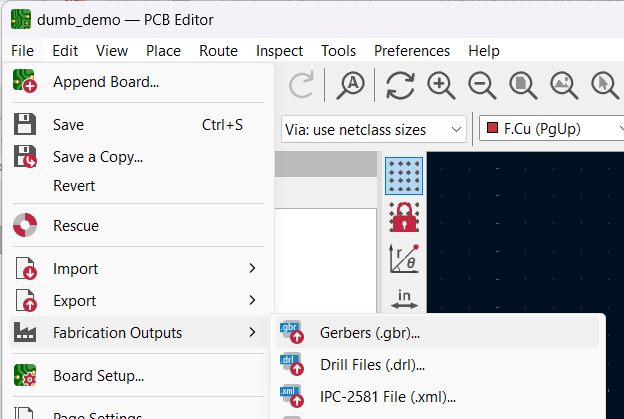 dumb_demo — PCB Editor
File Edit View Place Route Inspect Tools Preferences Help
Append Board...
Save Ctrl+S
Via: use netclass sizes
F.Cu (PgUp)
Save a Copy...
Revert
Rescue
Import
Export
in
Fabrication Outputs
.gbr Gerbers (.gbr)...
.drl Drill Files (.drl)...
Board Setup...
.xml IPC-2581 File (.xml)...
Page Settings